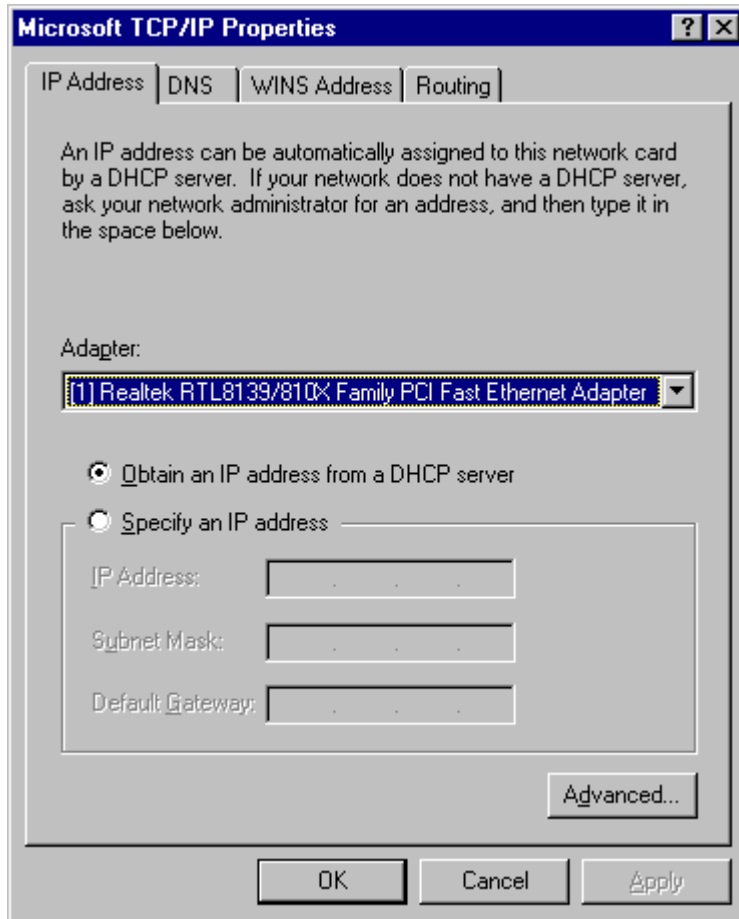 Microsoft TCP/IP Properties
IP Address DNS WINS Address Routing
An IP address can be automatically assigned to this network card
by a DHCP server. If your network does not have a DHCP server,
ask your network administrator for an address, and then type it in
the space below.
Adapter:
[1] Realtek RTL8139/810X Family PCI Fast Ethernet Adapter
Obtain an IP address from a DHCP server
Specify an IP address
IP Address:
Subnet Mask:
Default Gateway:
Advanced...
OK Cancel Apply